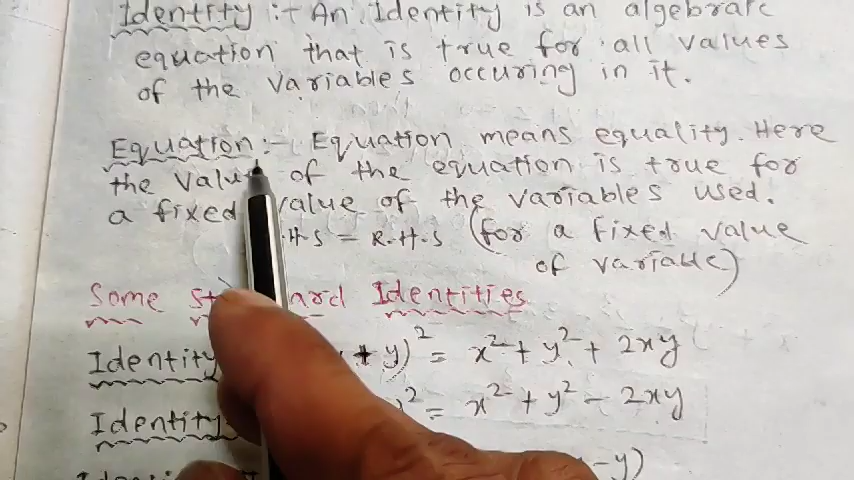 Identity :- An Identity is an algebraic
equation that is true for all values
of the variables occuring in it.
Equation :- Equation means equality. Here
the value of the equation is true for
a fixed value of the variables used.
.H.S = R.H.S (for a fixed value
of variable)
Some Identities
Identity + y)² = x² + y² + 2xy
Identity ² = x² + y² - 2xy
- y)